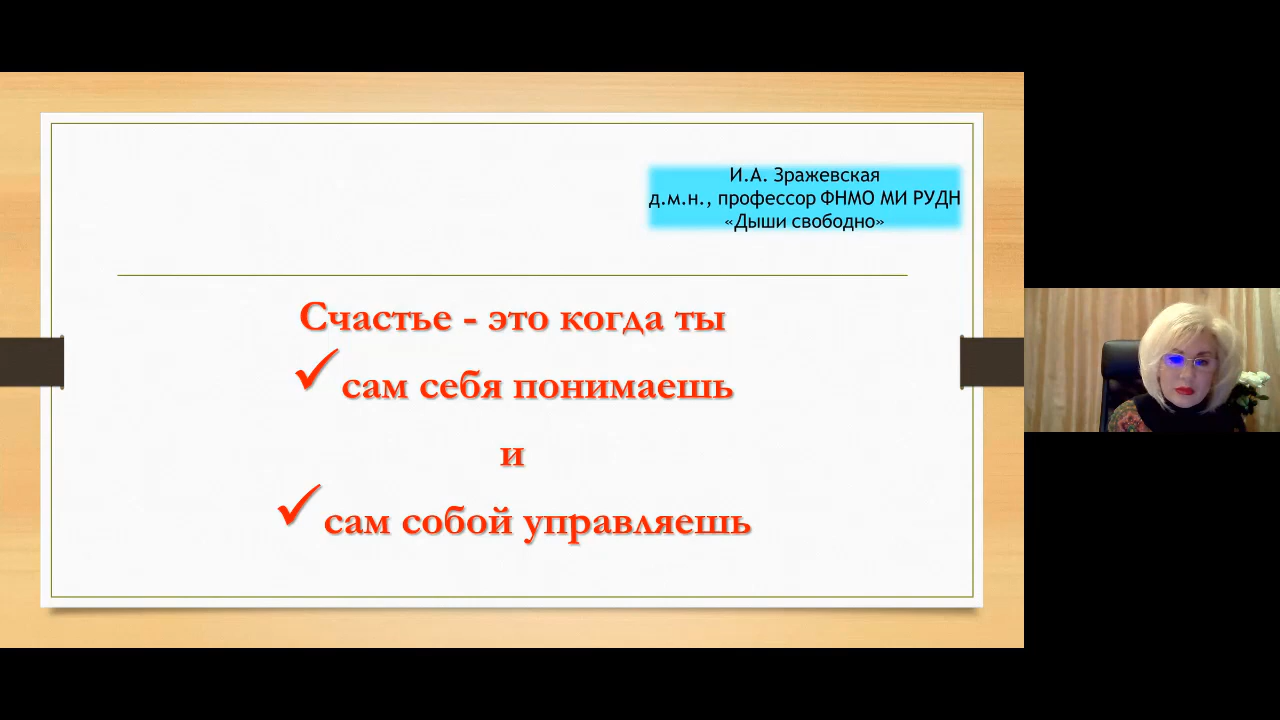 И.А. Зражевская
д.м.н., профессор ФНМО МИ РУДН
«Дыши свободно»
Счастье - это когда ты
✓сам себя понимаешь
и
✓сам собой управляешь